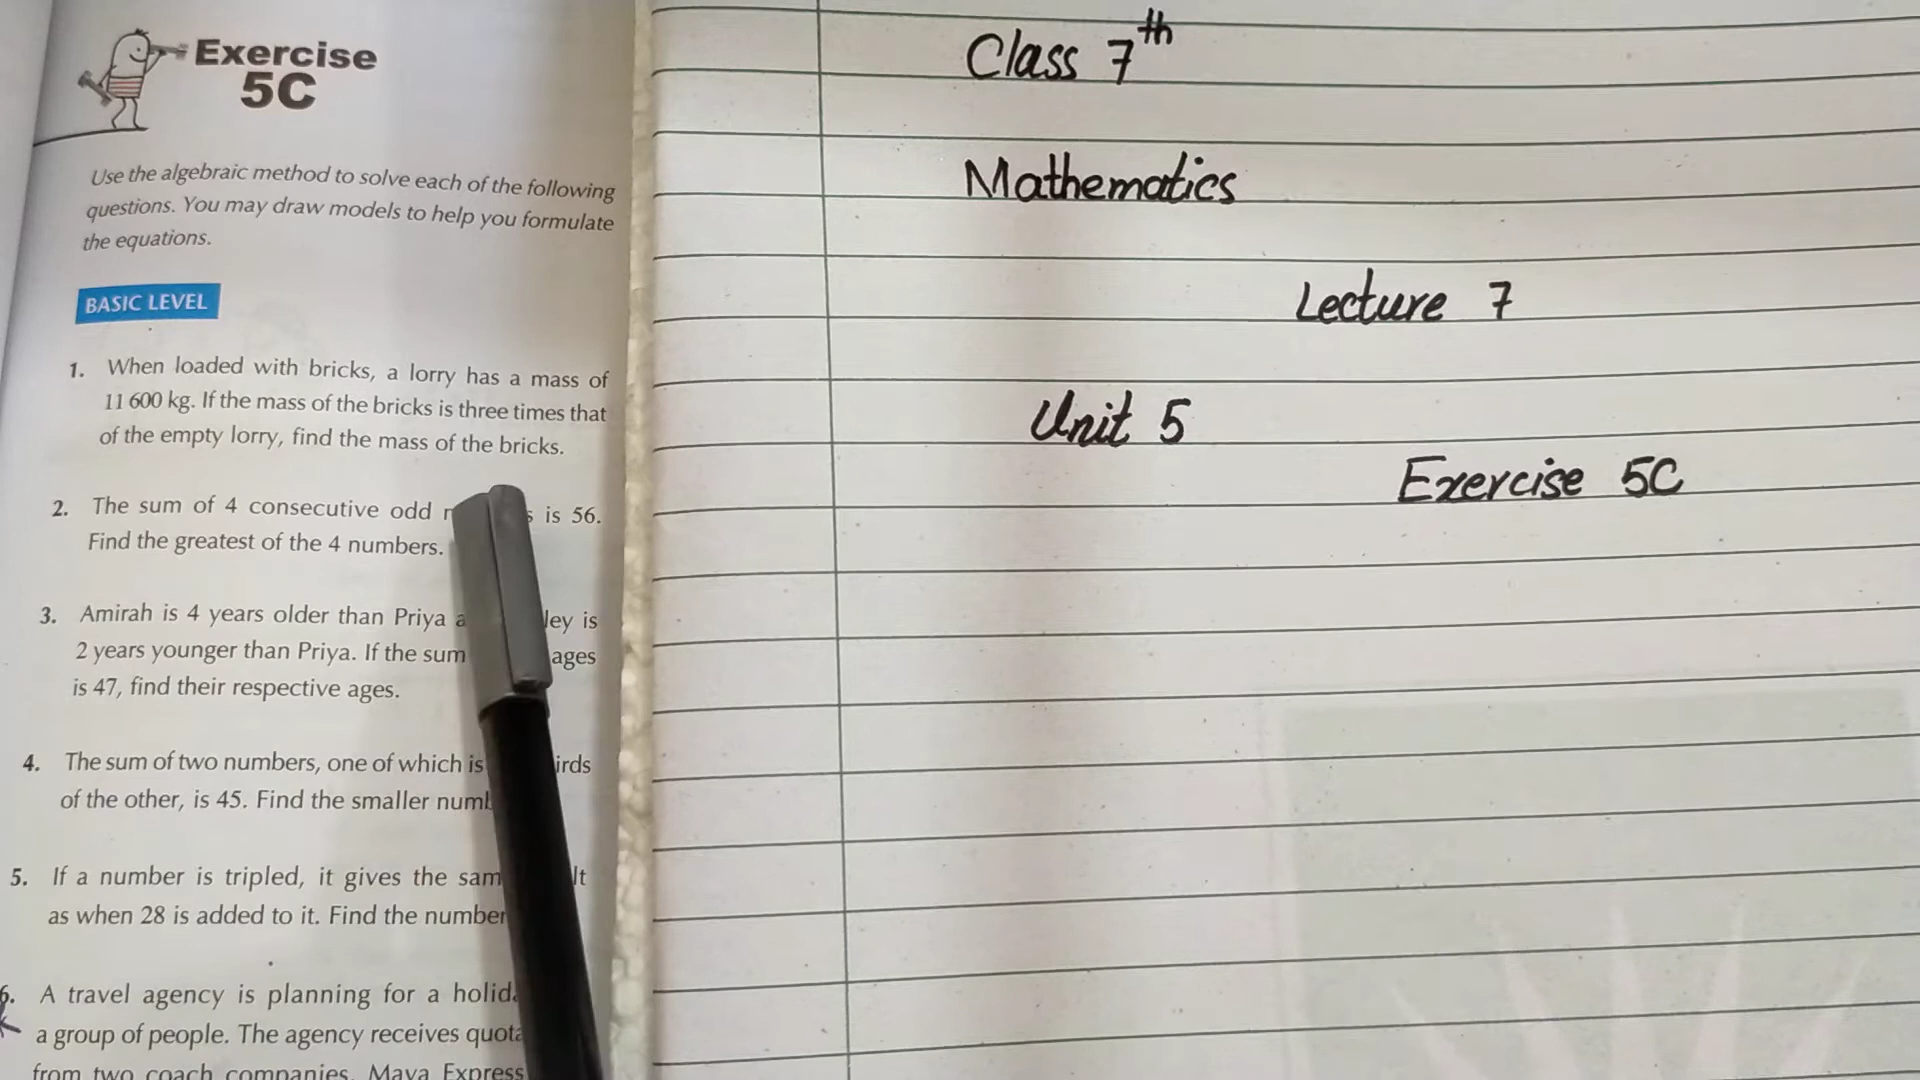 Exercise
5C
Use the algebraic method to solve each of the following
questions. You may draw models to help you formulate
the equations.
BASIC LEVEL
1. When loaded with bricks, a lorry has a mass of
11 600 kg. If the mass of the bricks is three times that
of the empty lorry, find the mass of the bricks.
2. The sum of 4 consecutive odd is 56.
Find the greatest of the 4 numbers.
3. Amirah is 4 years older than Priya is
2 years younger than Priya. If the sum ages
is 47, find their respective ages.
4. The sum of two numbers, one of which is
of the other, is 45. Find the smaller
5. If a number is tripled, it gives the
as when 28 is added to it. Find the number
6. A travel agency is planning for a
a group of people. The agency receives
from two coach companies. Maya Express
Class 7th
Mathematics
Lecture 7
Unit 5
Exercise 5C